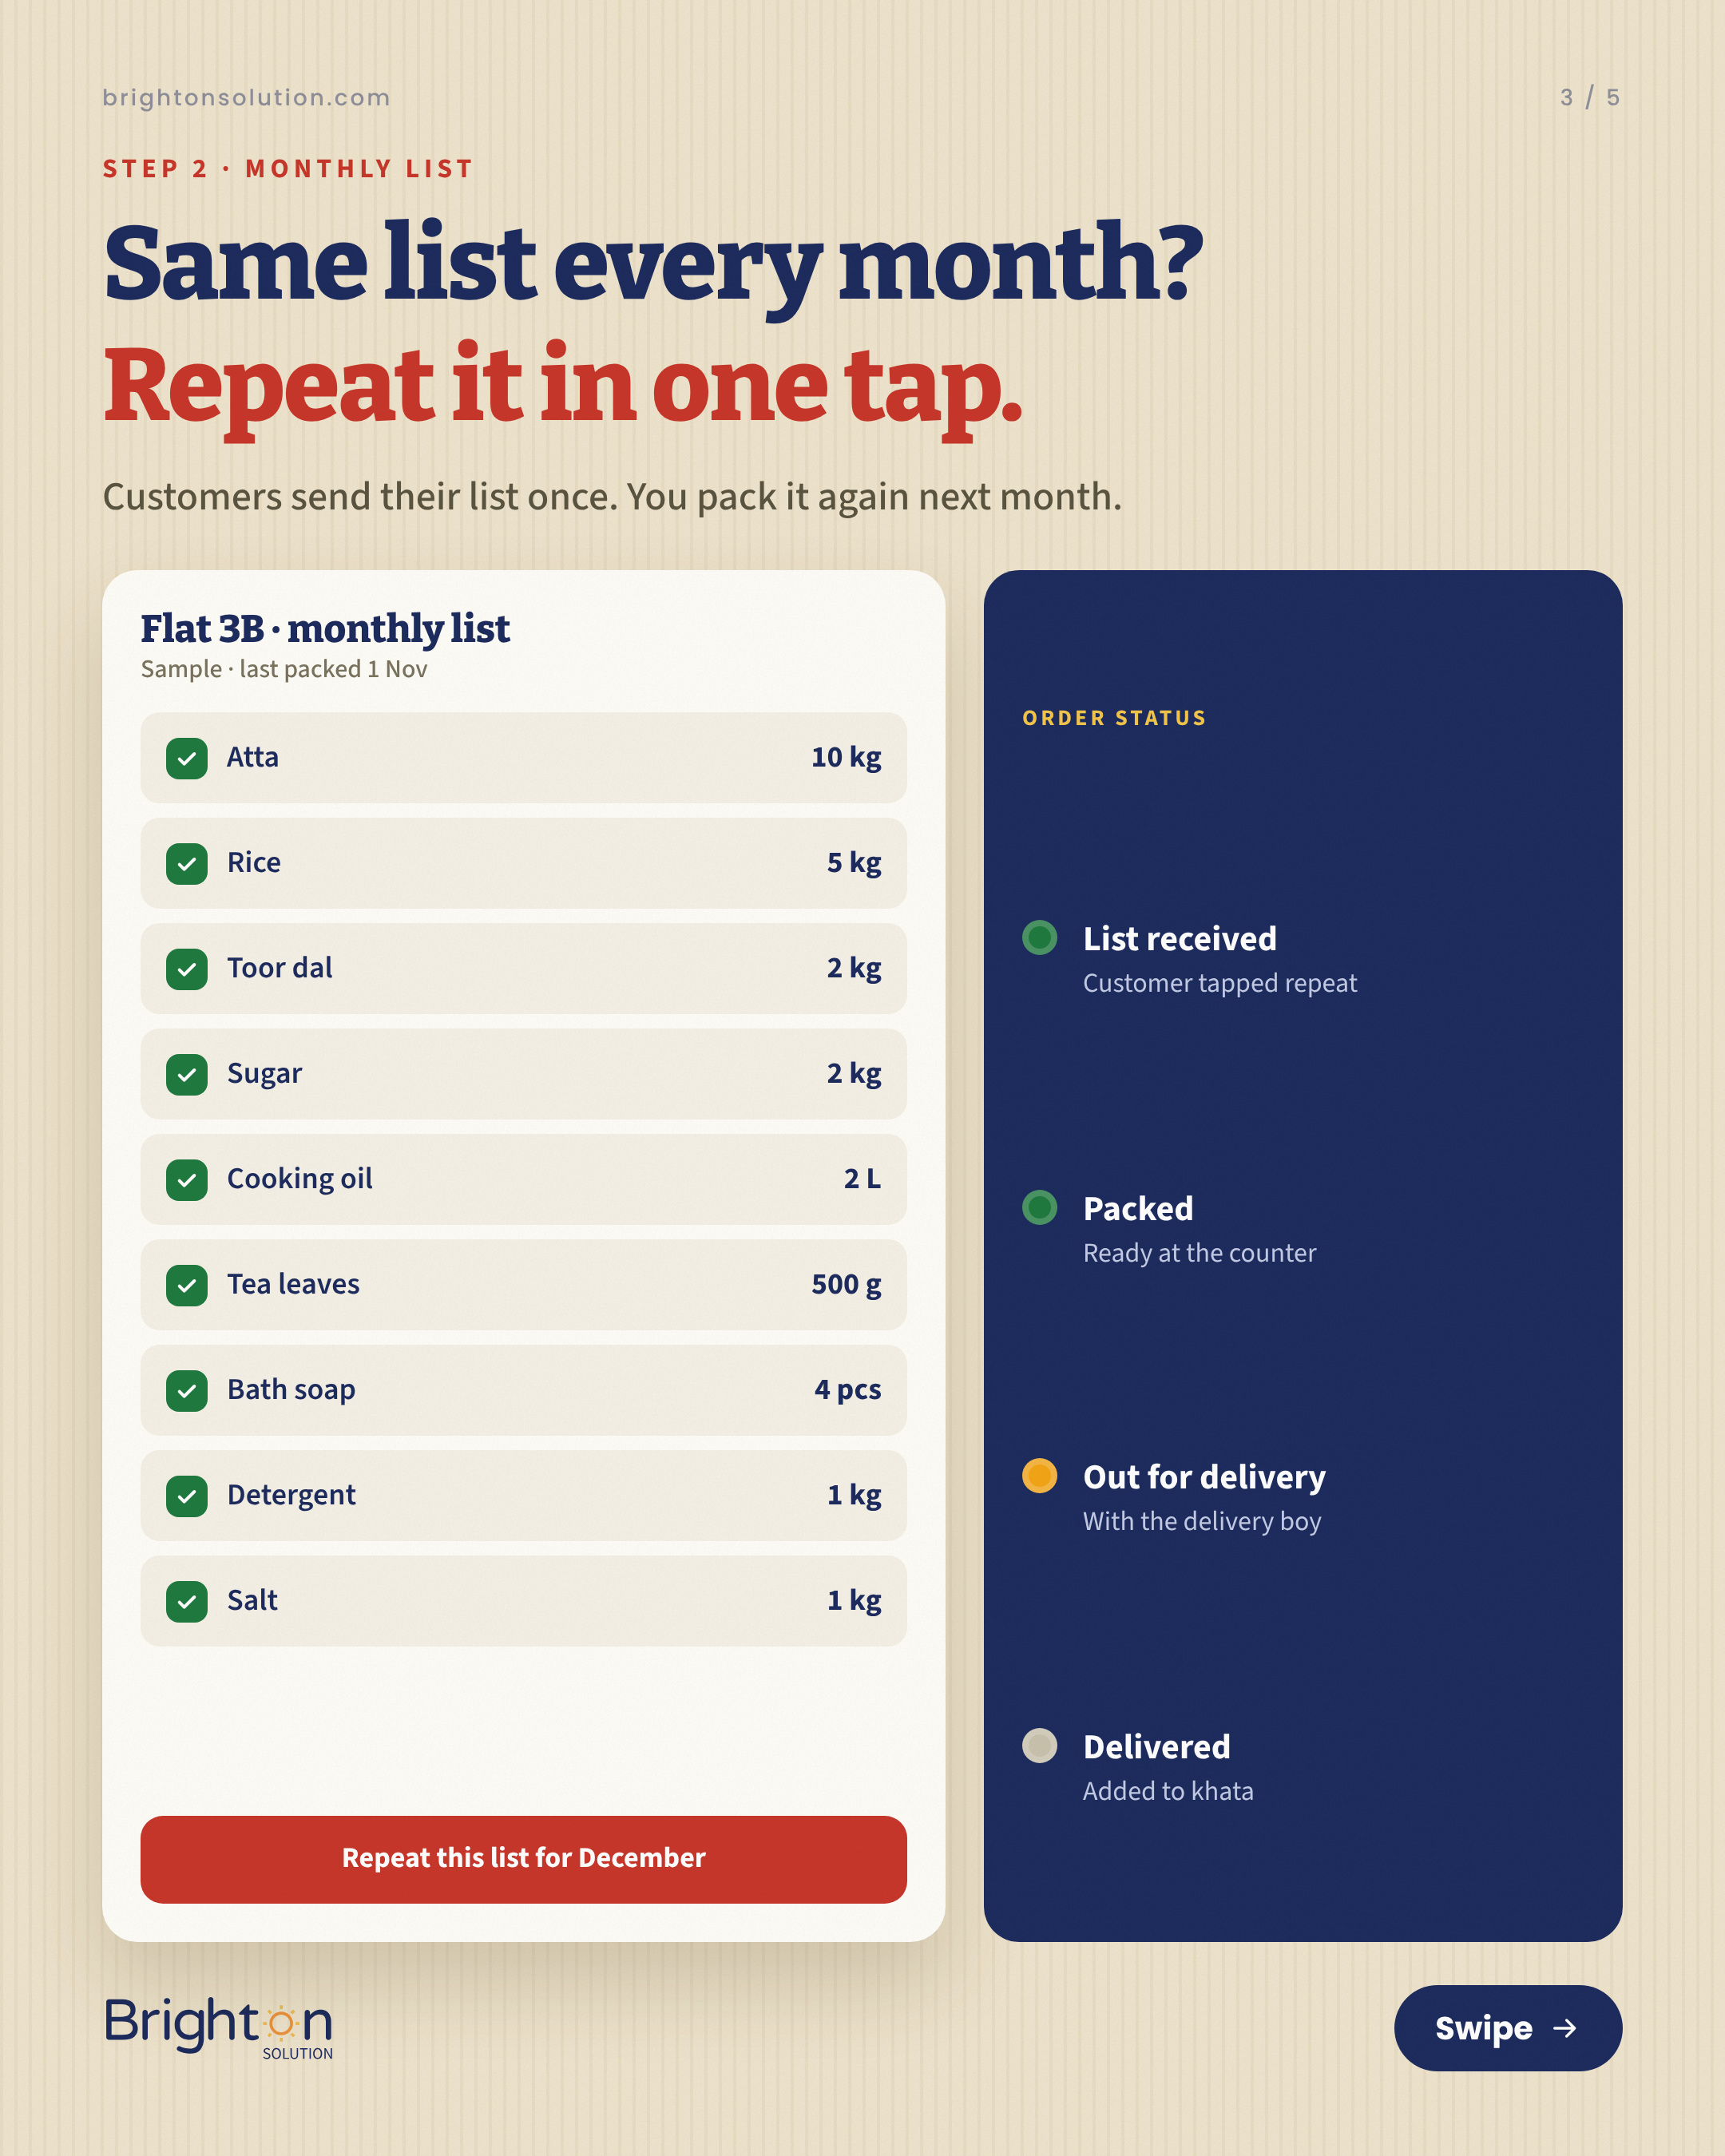 brightonsolution.com
3 / 5
STEP 2 · MONTHLY LIST
Same list every month?
Repeat it in one tap.
Customers send their list once. You pack it again next month.
Flat 3B · monthly list
Sample · last packed 1 Nov
Atta 10 kg
Rice 5 kg
Toor dal 2 kg
Sugar 2 kg
Cooking oil 2 L
Tea leaves 500 g
Bath soap 4 pcs
Detergent 1 kg
Salt 1 kg
Repeat this list for December
ORDER STATUS
List received
Customer tapped repeat
Packed
Ready at the counter
Out for delivery
With the delivery boy
Delivered
Added to khata
Brighton
SOLUTION
Swipe →